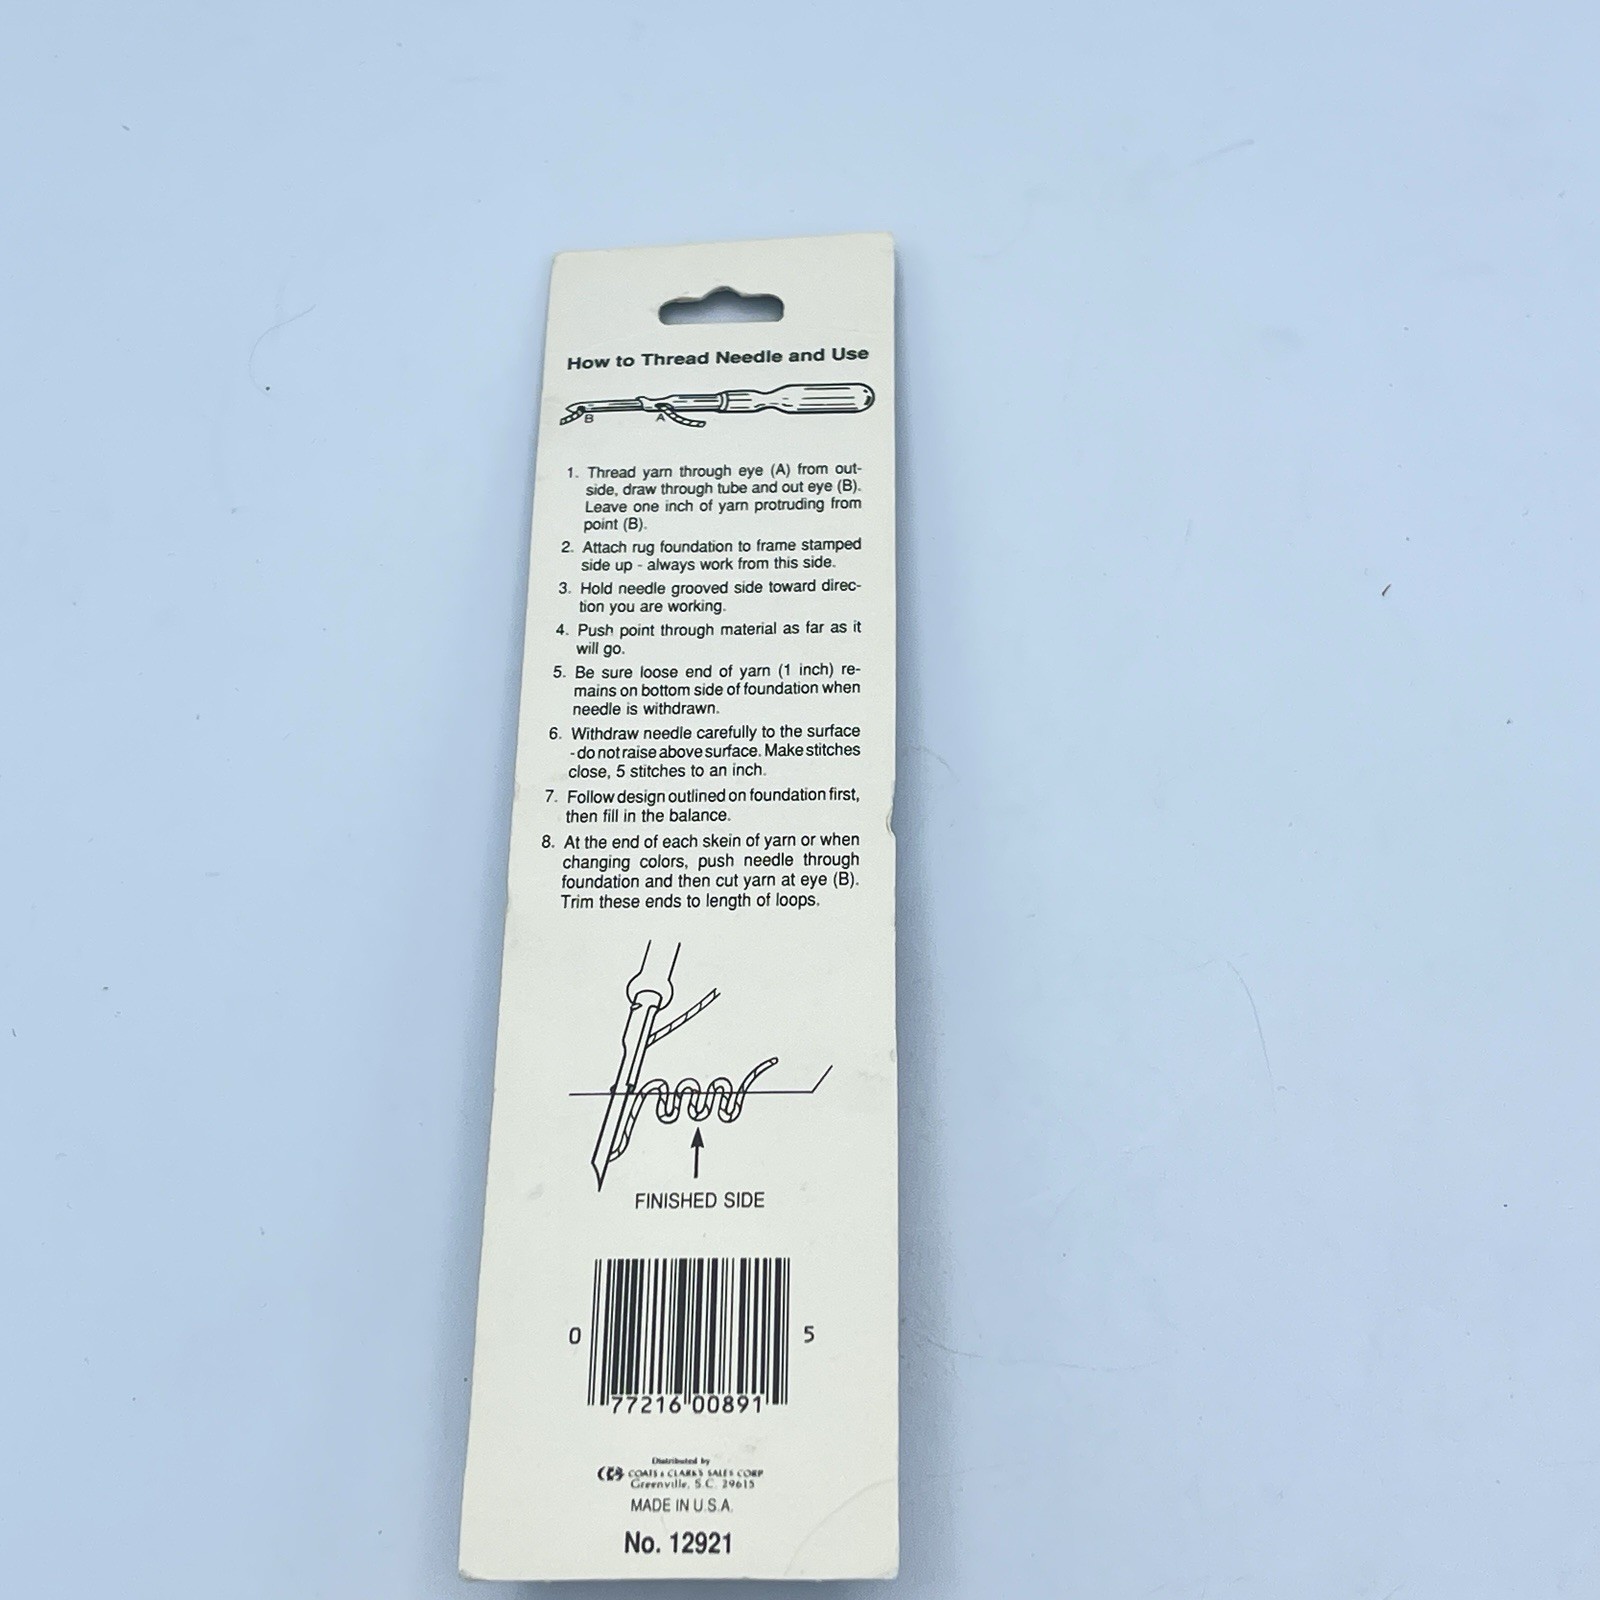 How to Thread Needle and Use
B A
1. Thread yarn through eye (A) from out-
side, draw through tube and out eye (B).
Leave one inch of yarn protruding from
point (B).
2. Attach rug foundation to frame stamped
side up - always work from this side.
3. Hold needle grooved side toward direc-
tion you are working.
4. Push point through material as far as it
will go.
5. Be sure loose end of yarn (1 inch) re-
mains on bottom side of foundation when
needle is withdrawn.
6. Withdraw needle carefully to the surface
- do not raise above surface. Make stitches
close, 5 stitches to an inch.
7. Follow design outlined on foundation first,
then fill in the balance.
8. At the end of each skein of yarn or when
changing colors, push needle through
foundation and then cut yarn at eye (B).
Trim these ends to length of loops.
FINISHED SIDE
0 77216 00891 5
Distributed by
COATS & CLARK'S SALES CORP
Greenville, S.C. 29615
MADE IN U.S.A.
No. 12921